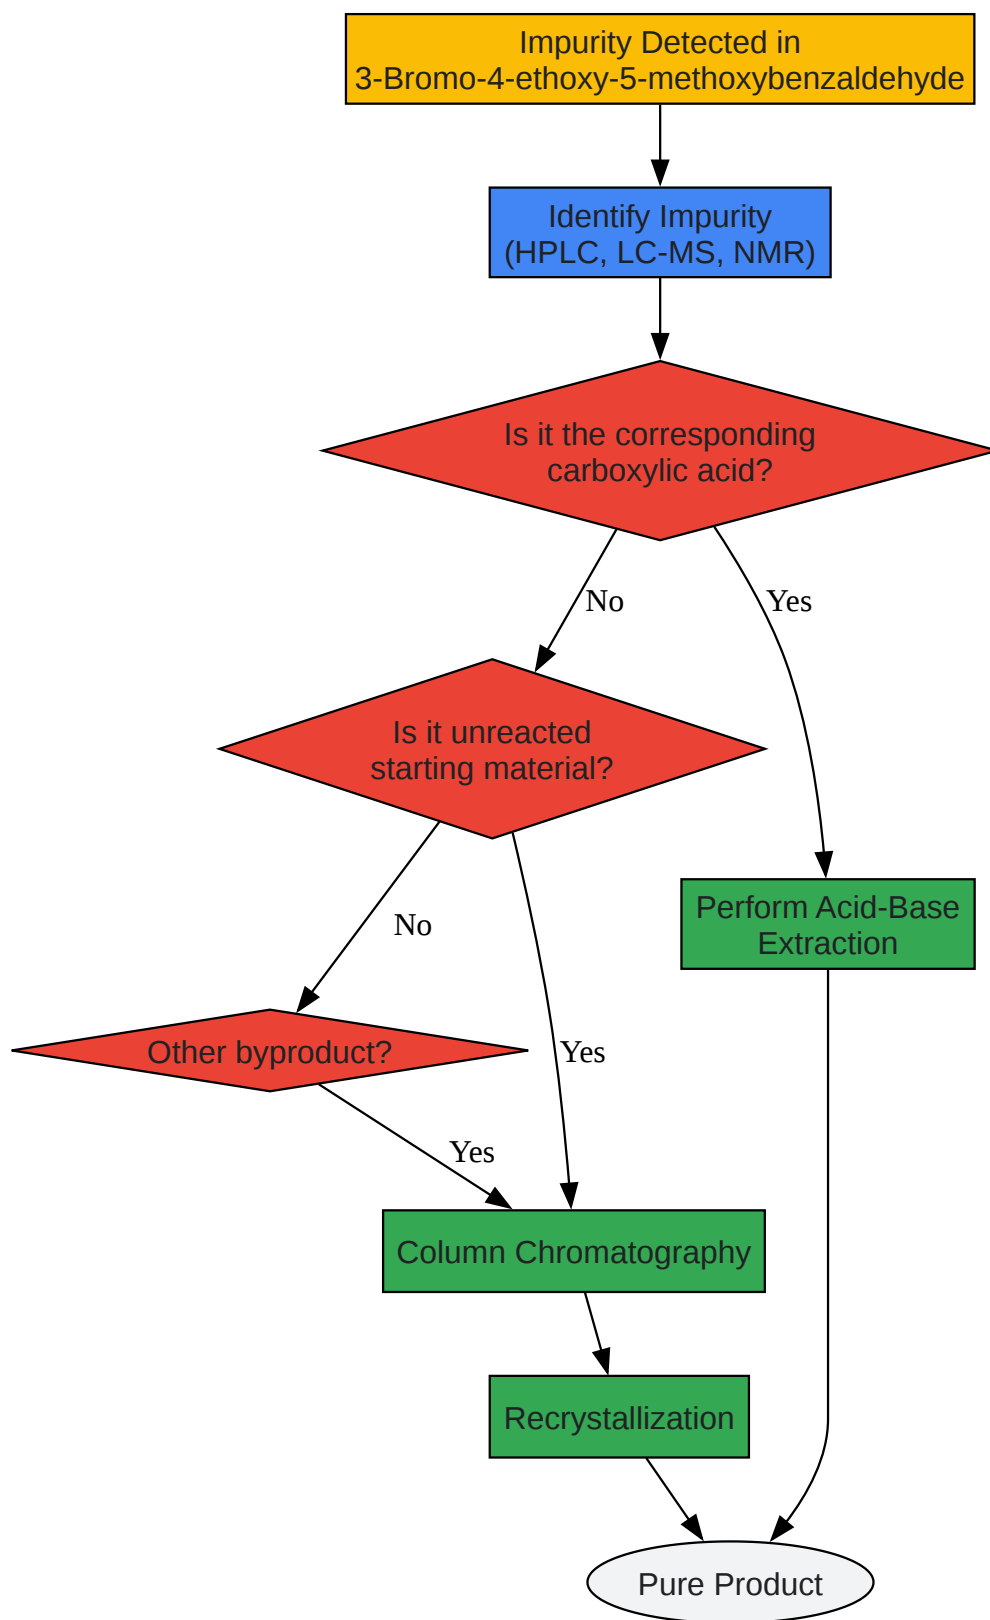 Impurity Detected in
3-Bromo-4-ethoxy-5-methoxybenzaldehyde
Identify Impurity
(HPLC, LC-MS, NMR)
Is it the corresponding
carboxylic acid?
No
Yes
Is it unreacted
starting material?
Perform Acid-Base
Extraction
No
Other byproduct?
Yes
Yes
Column Chromatography
Recrystallization
Pure Product